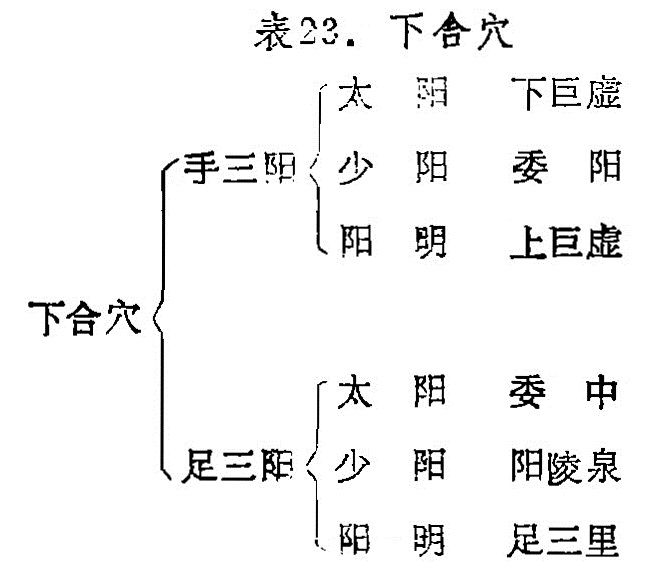 表23．下合穴
太 阳 下巨虚
手三阳 少 阳 委 阳
阳 明 上巨虚
下合穴
太 阳 委 中
足三阳 少 阳 阳陵泉
阳 明 足三里